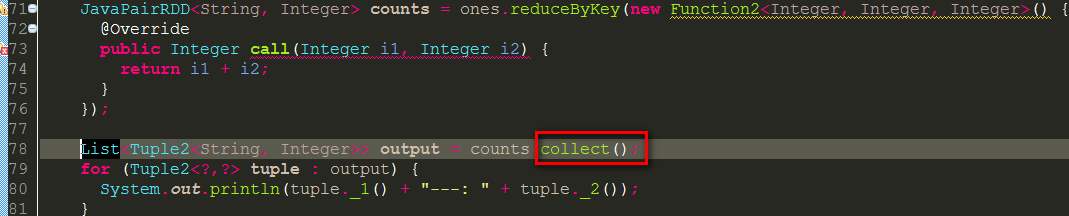 71 JavaPairRDD<String, Integer> counts = ones.reduceByKey(new Function2<Integer, Integer, Integer>() {
72 @Override
73 public Integer call(Integer i1, Integer i2) {
74 return i1 + i2;
75 }
76 });
77
78 List<Tuple2<String, Integer>> output = counts.collect();
79 for (Tuple2<?,?> tuple : output) {
80 System.out.println(tuple._1() + "---: " + tuple._2());
81 }